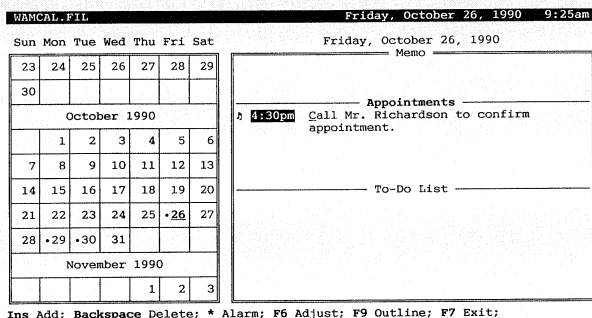 WAMCAL.FIL Friday, October 26, 1990 9:25am
Sun Mon Tue Wed Thu Fri Sat
23 24 25 26 27 28 29
30
October 1990
1 2 3 4 5 6
7 8 9 10 11 12 13
14 15 16 17 18 19 20
21 22 23 24 25 •26 27
28 •29 •30 31
November 1990
1 2 3
Friday, October 26, 1990
Memo
Appointments
♪ 4:30pm Call Mr. Richardson to confirm
appointment.
To-Do List
Ins Add; Backspace Delete; * Alarm; F6 Adjust; F9 Outline; F7 Exit;